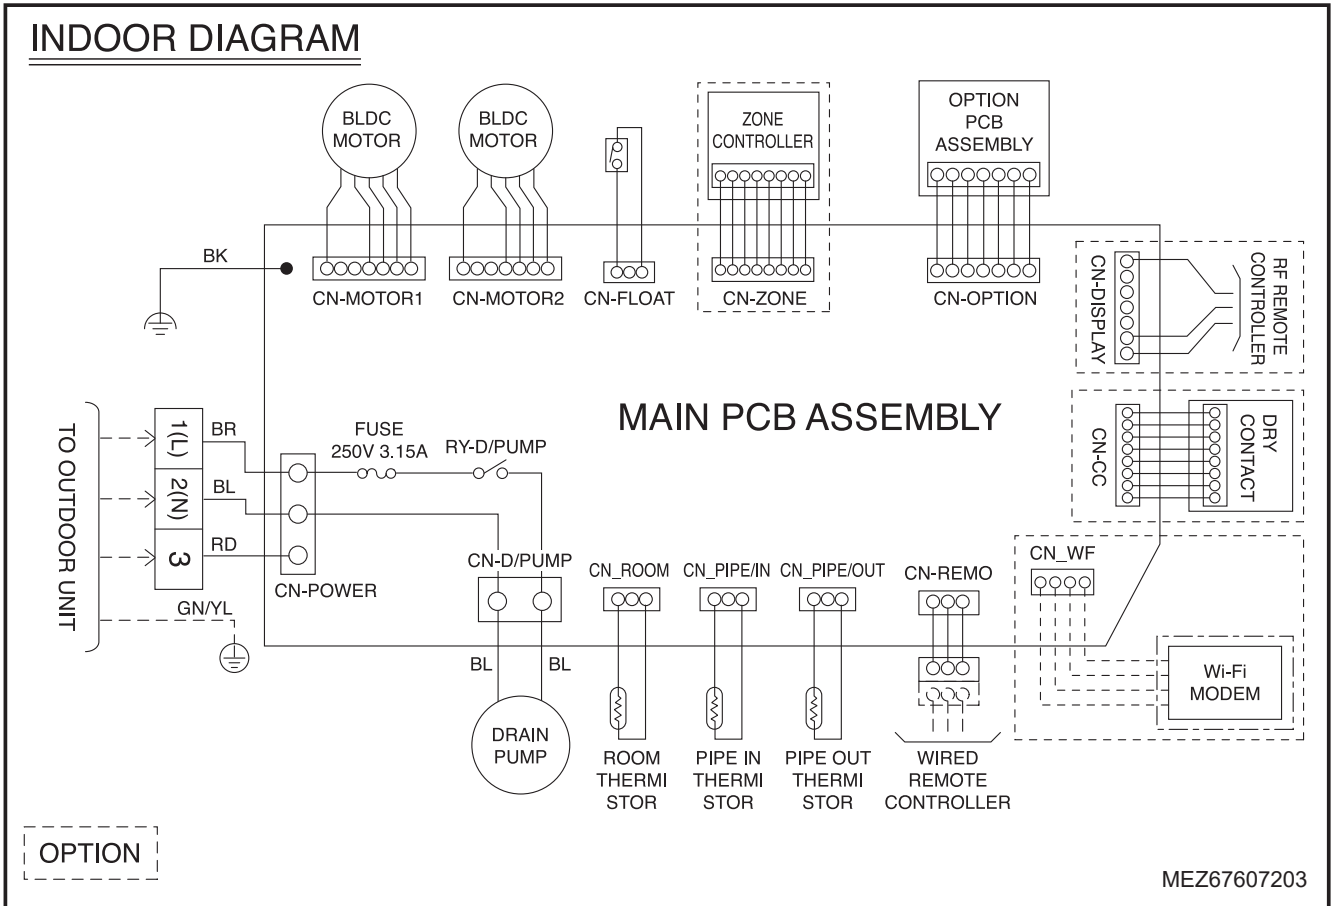 INDOOR DIAGRAM
BLDC
MOTOR
BLDC
MOTOR
ZONE
CONTROLLER
OPTION
PCB
ASSEMBLY
BK
CN-MOTOR1
CN-MOTOR2
CN-FLOAT
CN-ZONE
CN-OPTION
CN-DISPLAY
RF REMOTE
CONTROLLER
MAIN PCB ASSEMBLY
CN-CC
DRY
CONTACT
TO OUTDOOR UNIT
1(L)
2(N)
3
BR
BL
RD
GN/YL
FUSE
250V 3.15A
RY-D/PUMP
CN-POWER
CN-D/PUMP
CN_ROOM
CN_PIPE/IN
CN_PIPE/OUT
CN-REMO
CN_WF
BL
BL
DRAIN
PUMP
ROOM
THERMI
STOR
PIPE IN
THERMI
STOR
PIPE OUT
THERMI
STOR
WIRED
REMOTE
CONTROLLER
Wi-Fi
MODEM
OPTION
MEZ67607203